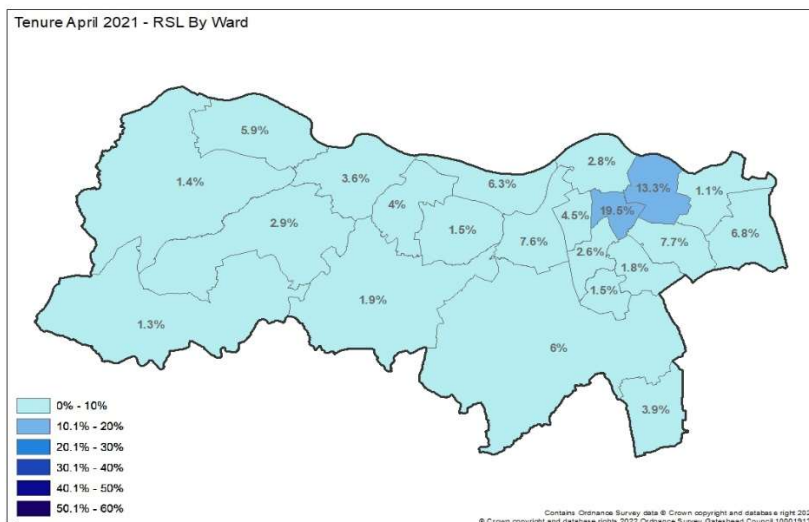 Tenure April 2021 - RSL By Ward
5.9%
2.8%
3.6%
6.3%
13.3%
1.1%
1.4%
4%
19.5%
4.5%
2.9%
1.5%
7.6%
7.7%
6.8%
2.6%
1.8%
1.5%
1.9%
1.3%
6%
3.9%
0% - 10%
10.1% - 20%
20.1% - 30%
30.1% - 40%
40.1% - 50%
50.1% - 60%
Contains Ordnance Survey data © Crown copyright and database right
© Crown copyright and database rights 2022 Ordnance Survey Gateshead Council